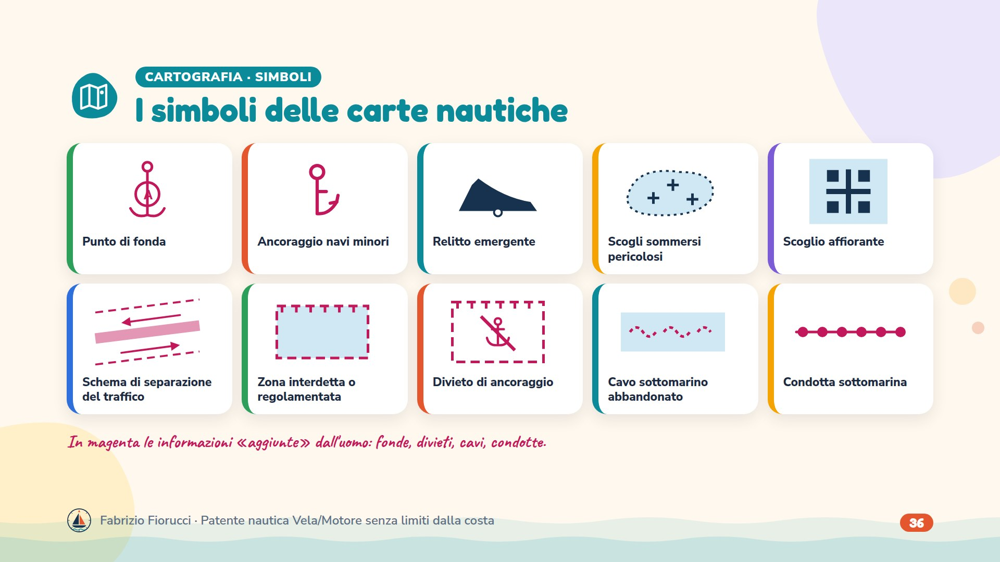 CARTOGRAFIA · SIMBOLI
I simboli delle carte nautiche
A
Punto di fonda
Ancoraggio navi minori
Relitto emergente
Scogli sommersi
pericolosi
Scoglio affiorante
Schema di separazione
del traffico
Zona interdetta o
regolamentata
Divieto di ancoraggio
Cavo sottomarino
abbandonato
Condotta sottomarina
In magenta le informazioni «aggiunte» dall'uomo: fonde, divieti, cavi, condotte.
Fabrizio Fiorucci · Patente nautica Vela/Motore senza limiti dalla costa
36